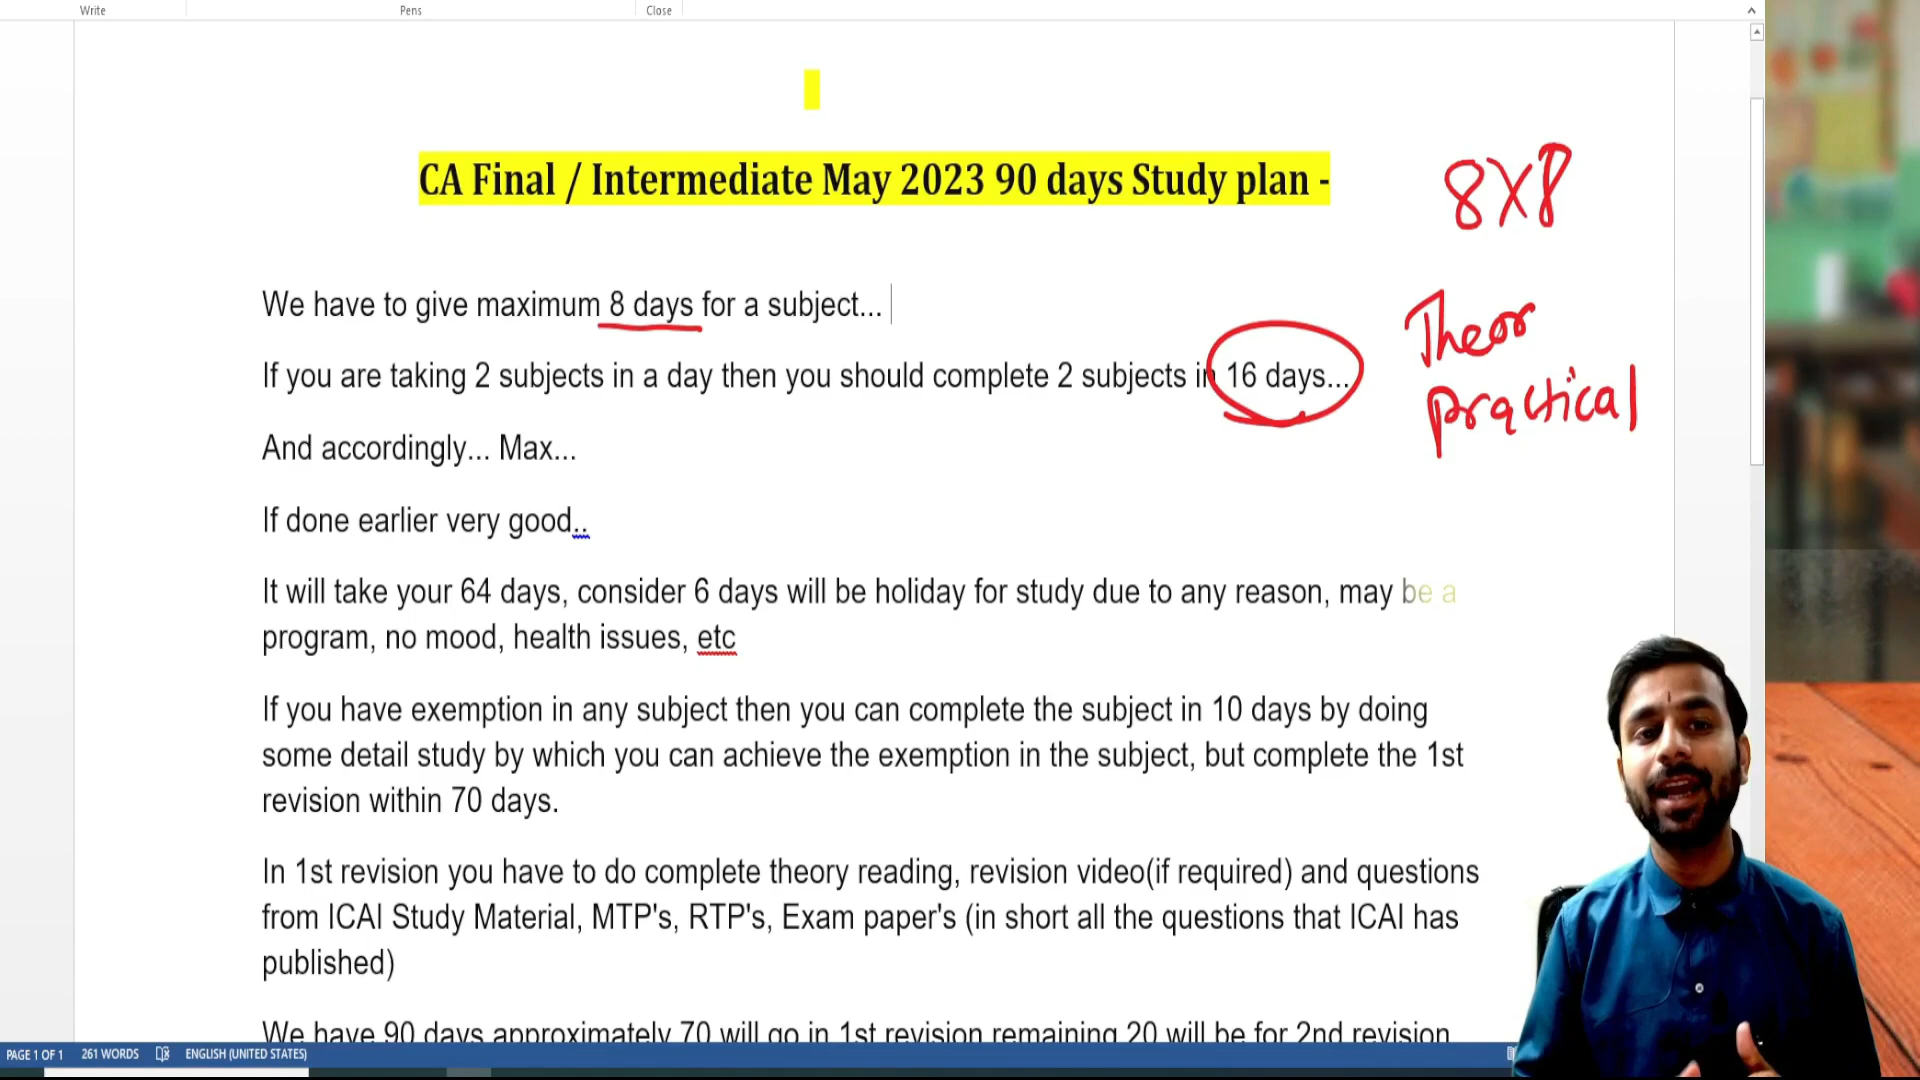 Write Pens Close
CA Final / Intermediate May 2023 90 days Study plan -
8X8
We have to give maximum 8 days for a subject...
Theor
practical
If you are taking 2 subjects in a day then you should complete 2 subjects in 16 days...
And accordingly... Max...
If done earlier very good..
It will take your 64 days, consider 6 days will be holiday for study due to any reason, may be a
program, no mood, health issues, etc
If you have exemption in any subject then you can complete the subject in 10 days by doing
some detail study by which you can achieve the exemption in the subject, but complete the 1st
revision within 70 days.
In 1st revision you have to do complete theory reading, revision video(if required) and questions
from ICAI Study Material, MTP's, RTP's, Exam paper's (in short all the questions that ICAI has
published)
We have 90 days approximately 70 will go in 1st revision remaining 20 will be for 2nd revision
PAGE 1 OF 1 261 WORDS ENGLISH (UNITED STATES)